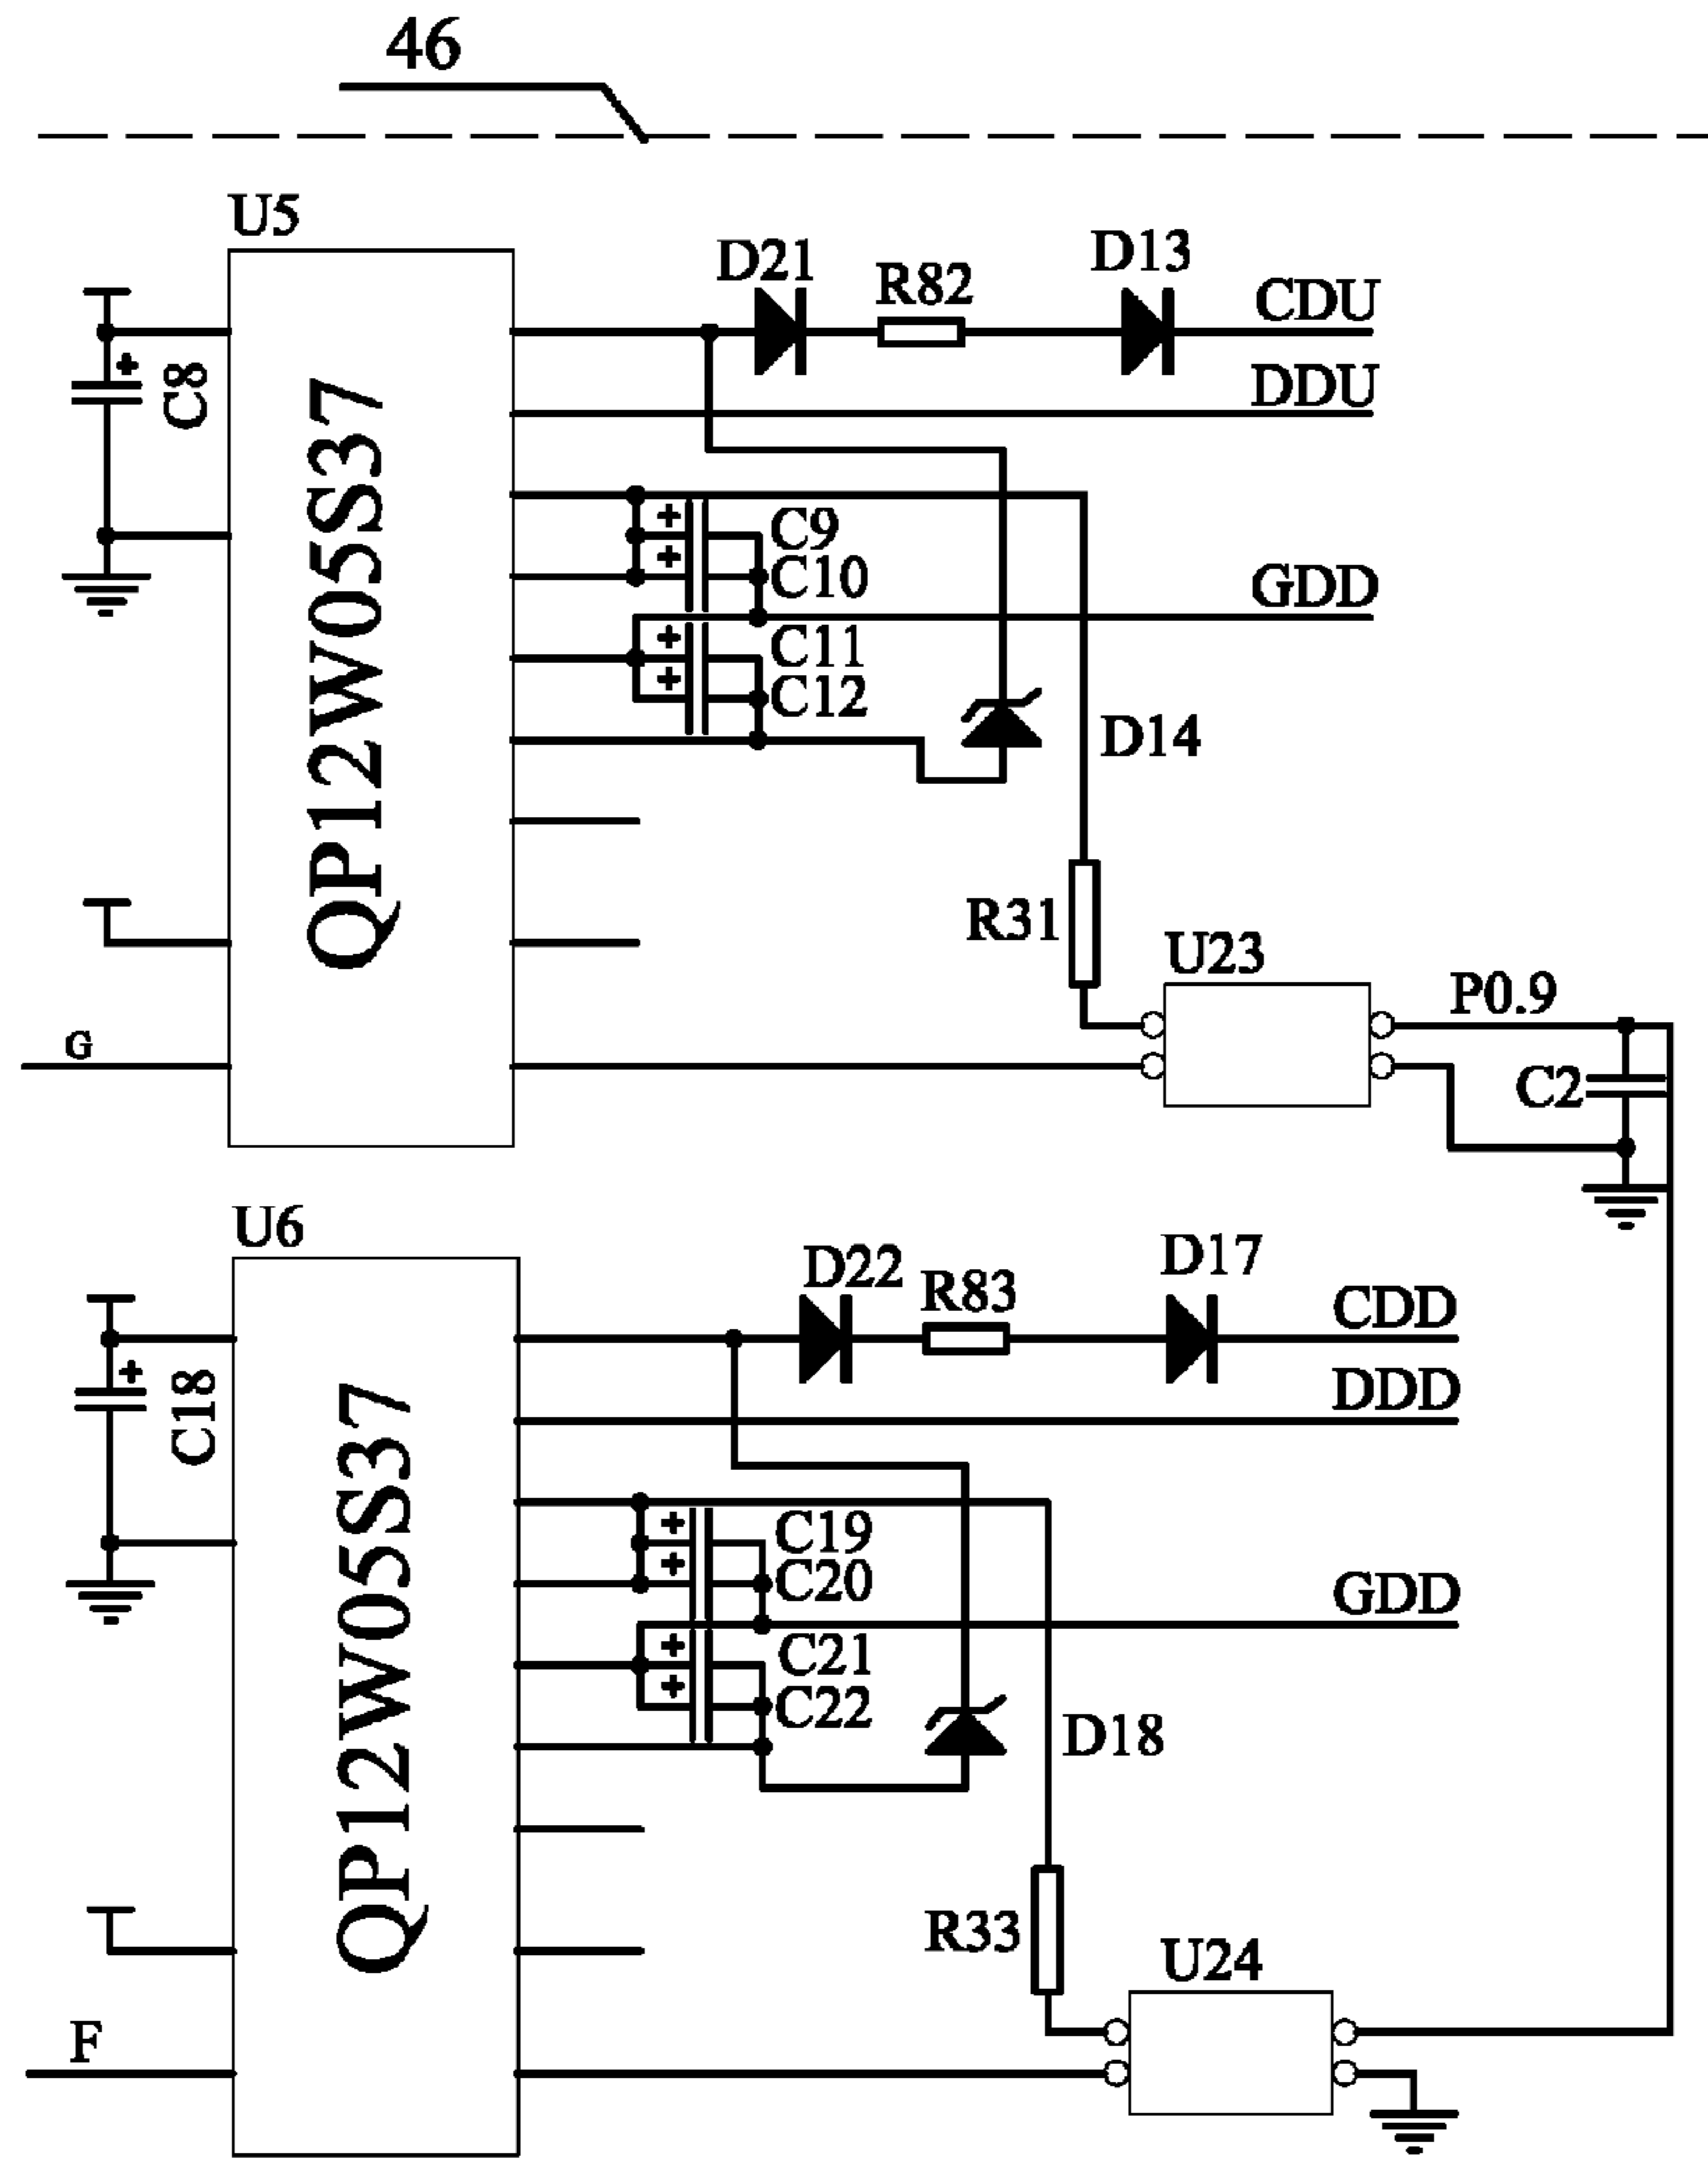 46
U5
D21
R82
D13
CDU
DDU
+
C8
QP12W05S37
+
C9
+
C10
GDD
+
C11
+
C12
D14
R31
U23
P0.9
G
C2
U6
D22
R83
D17
CDD
DDD
+
C18
QP12W05S37
+
C19
+
C20
GDD
+
C21
+
C22
D18
R33
U24
F